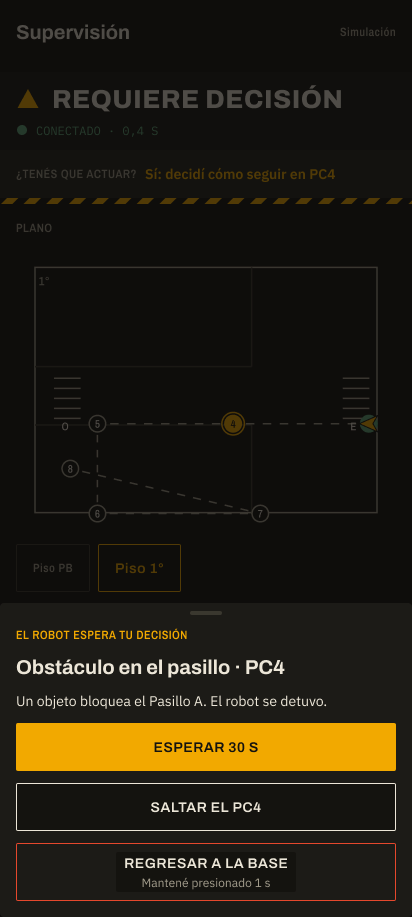 Supervisión
Simulación
REQUIERE DECISIÓN
CONECTADO · 0,4 S
¿TENÉS QUE ACTUAR? Sí: decidí cómo seguir en PC4
PLANO
1°
O
5
4
E
8
6
7
Piso PB
Piso 1°
EL ROBOT ESPERA TU DECISIÓN
Obstáculo en el pasillo · PC4
Un objeto bloquea el Pasillo A. El robot se detuvo.
ESPERAR 30 S
SALTAR EL PC4
REGRESAR A LA BASE
Mantené presionado 1 s